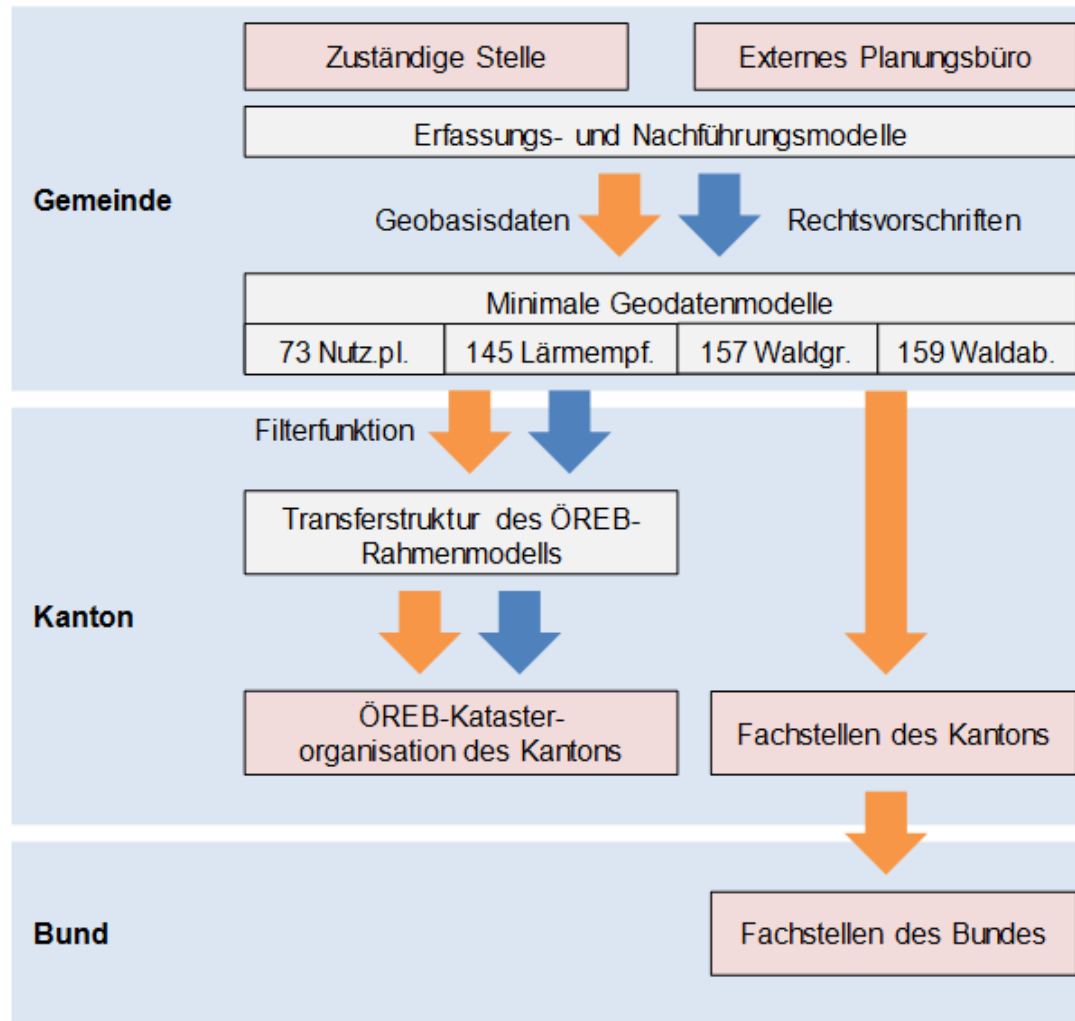 Zuständige Stelle
Externes Planungsbüro
Erfassungs- und Nachführungsmodelle
Gemeinde
Geobasisdaten
Rechtsvorschriften
Minimale Geodatenmodelle
73 Nutz.pl.
145 Lärmempf.
157 Waldgr.
159 Waldab.
Filterfunktion
Transferstruktur des ÖREB-
Rahmenmodells
Kanton
ÖREB-Kataster-
organisation des Kantons
Fachstellen des Kantons
Bund
Fachstellen des Bundes